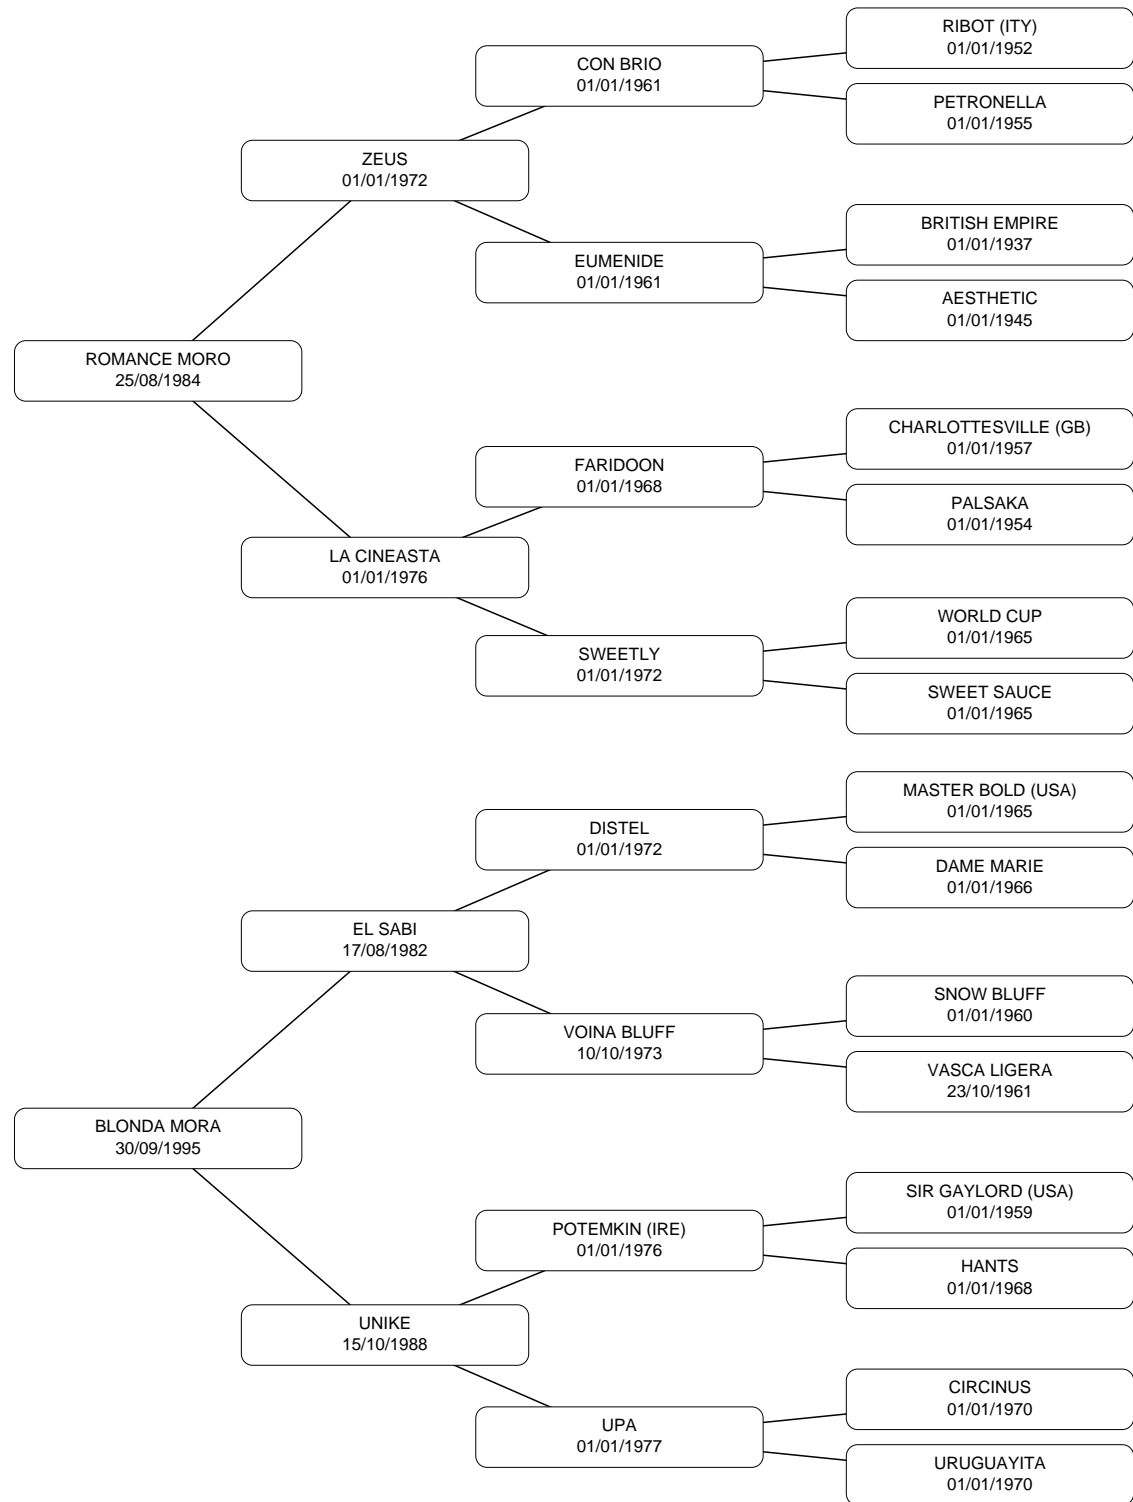 RIBOT (ITY)
01/01/1952
CON BRIO
01/01/1961
PETRONELLA
01/01/1955
ZEUS
01/01/1972
BRITISH EMPIRE
01/01/1937
EUMENIDE
01/01/1961
AESTHETIC
01/01/1945
ROMANCE MORO
25/08/1984
CHARLOTTESVILLE (GB)
01/01/1957
FARIDOON
01/01/1968
PALSAKA
01/01/1954
LA CINEASTA
01/01/1976
WORLD CUP
01/01/1965
SWEETLY
01/01/1972
SWEET SAUCE
01/01/1965
MASTER BOLD (USA)
01/01/1965
DISTEL
01/01/1972
DAME MARIE
01/01/1966
EL SABI
17/08/1982
SNOW BLUFF
01/01/1960
VOINA BLUFF
10/10/1973
VASCA LIGERA
23/10/1961
BLONDA MORA
30/09/1995
SIR GAYLORD (USA)
01/01/1959
POTEMKIN (IRE)
01/01/1976
HANTS
01/01/1968
UNIKE
15/10/1988
CIRCINUS
01/01/1970
UPA
01/01/1977
URUGUAYITA
01/01/1970